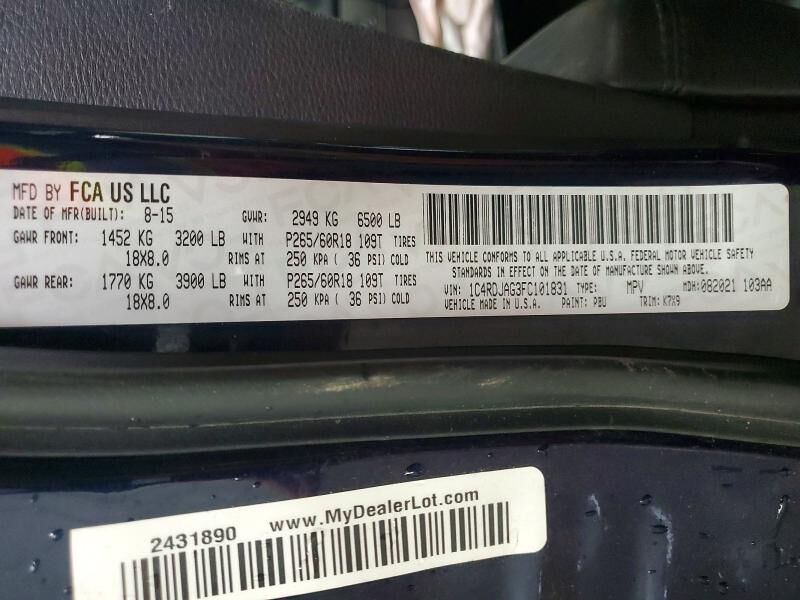 MFD BY FCA US LLC
DATE OF MFR(BUILT): 8-15 GVWR: 2949 KG 6500 LB
GAWR FRONT: 1452 KG 3200 LB WITH P265/60R18 109T TIRES
18X8.0 RIMS AT 250 KPA ( 36 PSI) COLD
GAWR REAR: 1770 KG 3900 LB WITH P265/60R18 109T TIRES
18X8.0 RIMS AT 250 KPA ( 36 PSI) COLD
THIS VEHICLE CONFORMS TO ALL APPLICABLE U.S.A. FEDERAL MOTOR VEHICLE SAFETY
STANDARDS IN EFFECT ON THE DATE OF MANUFACTURE SHOWN ABOVE.
VIN: 1C4RDJAG3FC101831 TYPE: MPV MDH: 082021 103AA
VEHICLE MADE IN U.S.A. PAINT: PBU TRIM: K7X9
2431890 www.MyDealerLot.com